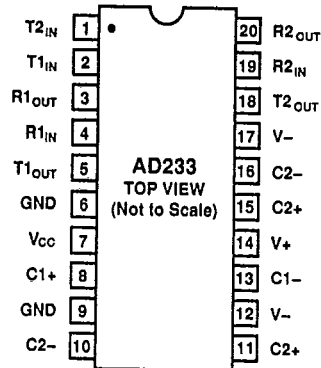 T2IN 1
T1IN 2
R1OUT 3
R1IN 4
T1OUT 5
GND 6
VCC 7
C1+ 8
GND 9
C2- 10
AD233
TOP VIEW
(Not to Scale)
20 R2OUT
19 R2IN
18 T2OUT
17 V-
16 C2-
15 C2+
14 V+
13 C1-
12 V-
11 C2+